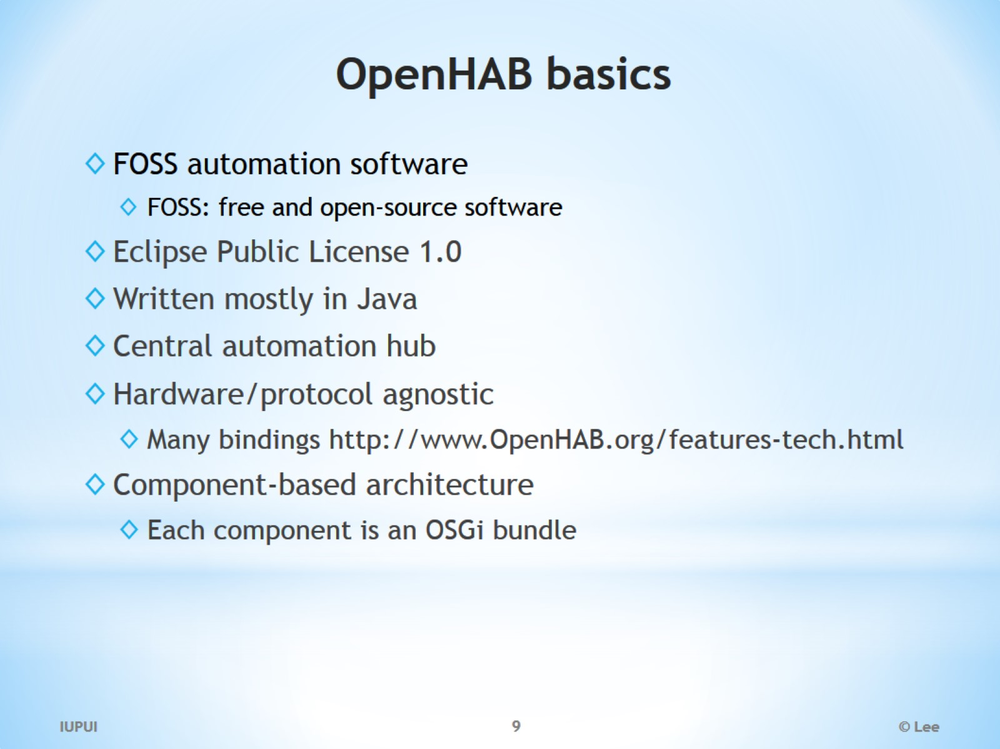 OpenHAB basics
FOSS automation software
FOSS: free and open-source software
Eclipse Public License 1.0
Written mostly in Java
Central automation hub
Hardware/protocol agnostic
Many bindings http://www.OpenHAB.org/features-tech.html
Component-based architecture
Each component is an OSGi bundle
IUPUI
9
© Lee